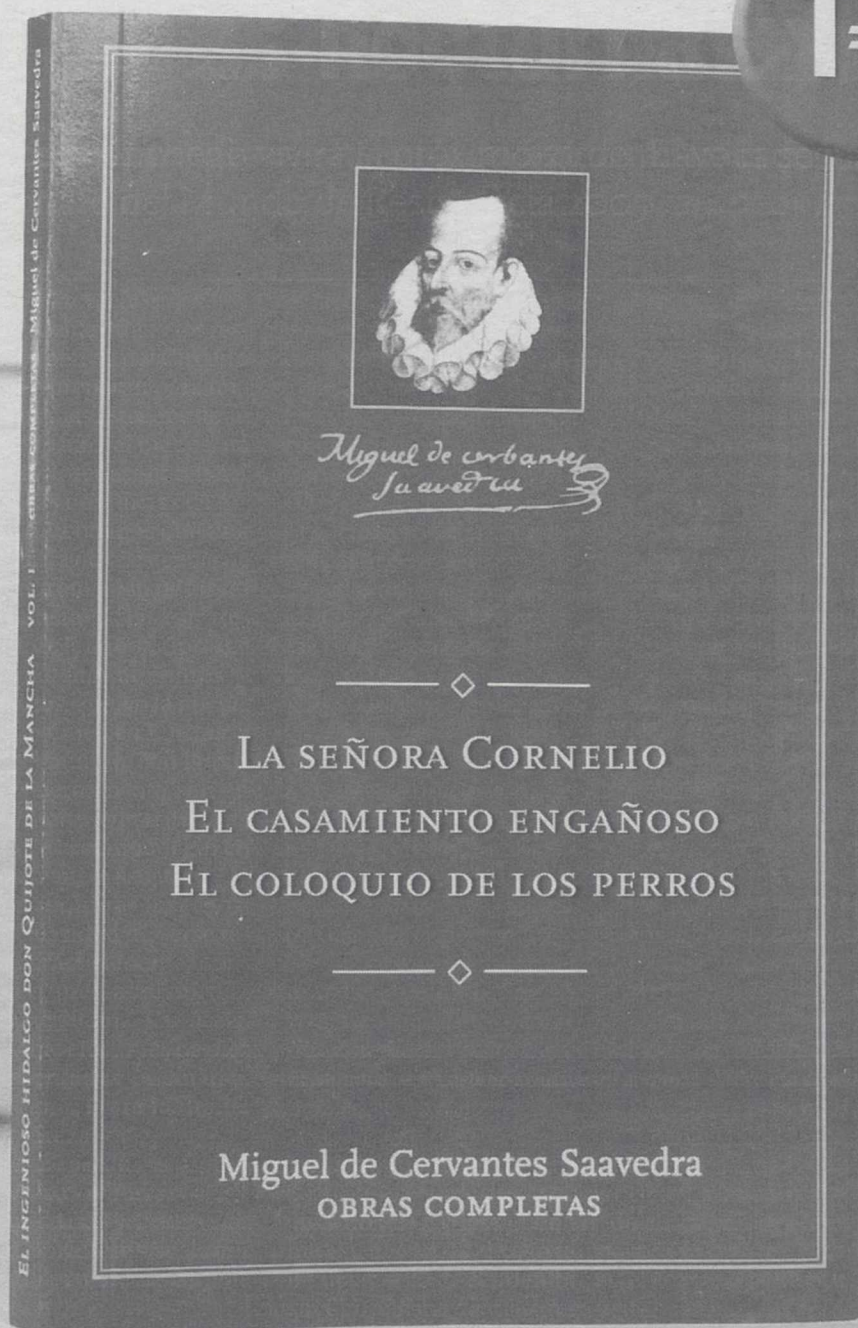 Miguel de cerbantes
Saavedra
LA SEÑORA CORNELIO
EL CASAMIENTO ENGAÑOSO
EL COLOQUIO DE LOS PERROS
Miguel de Cervantes Saavedra
OBRAS COMPLETAS
EL INGENIOSO HIDALGO DON QUIJOTE DE LA MANCHA VOL. I OBRAS COMPLETAS Miguel de Cervantes Saavedra